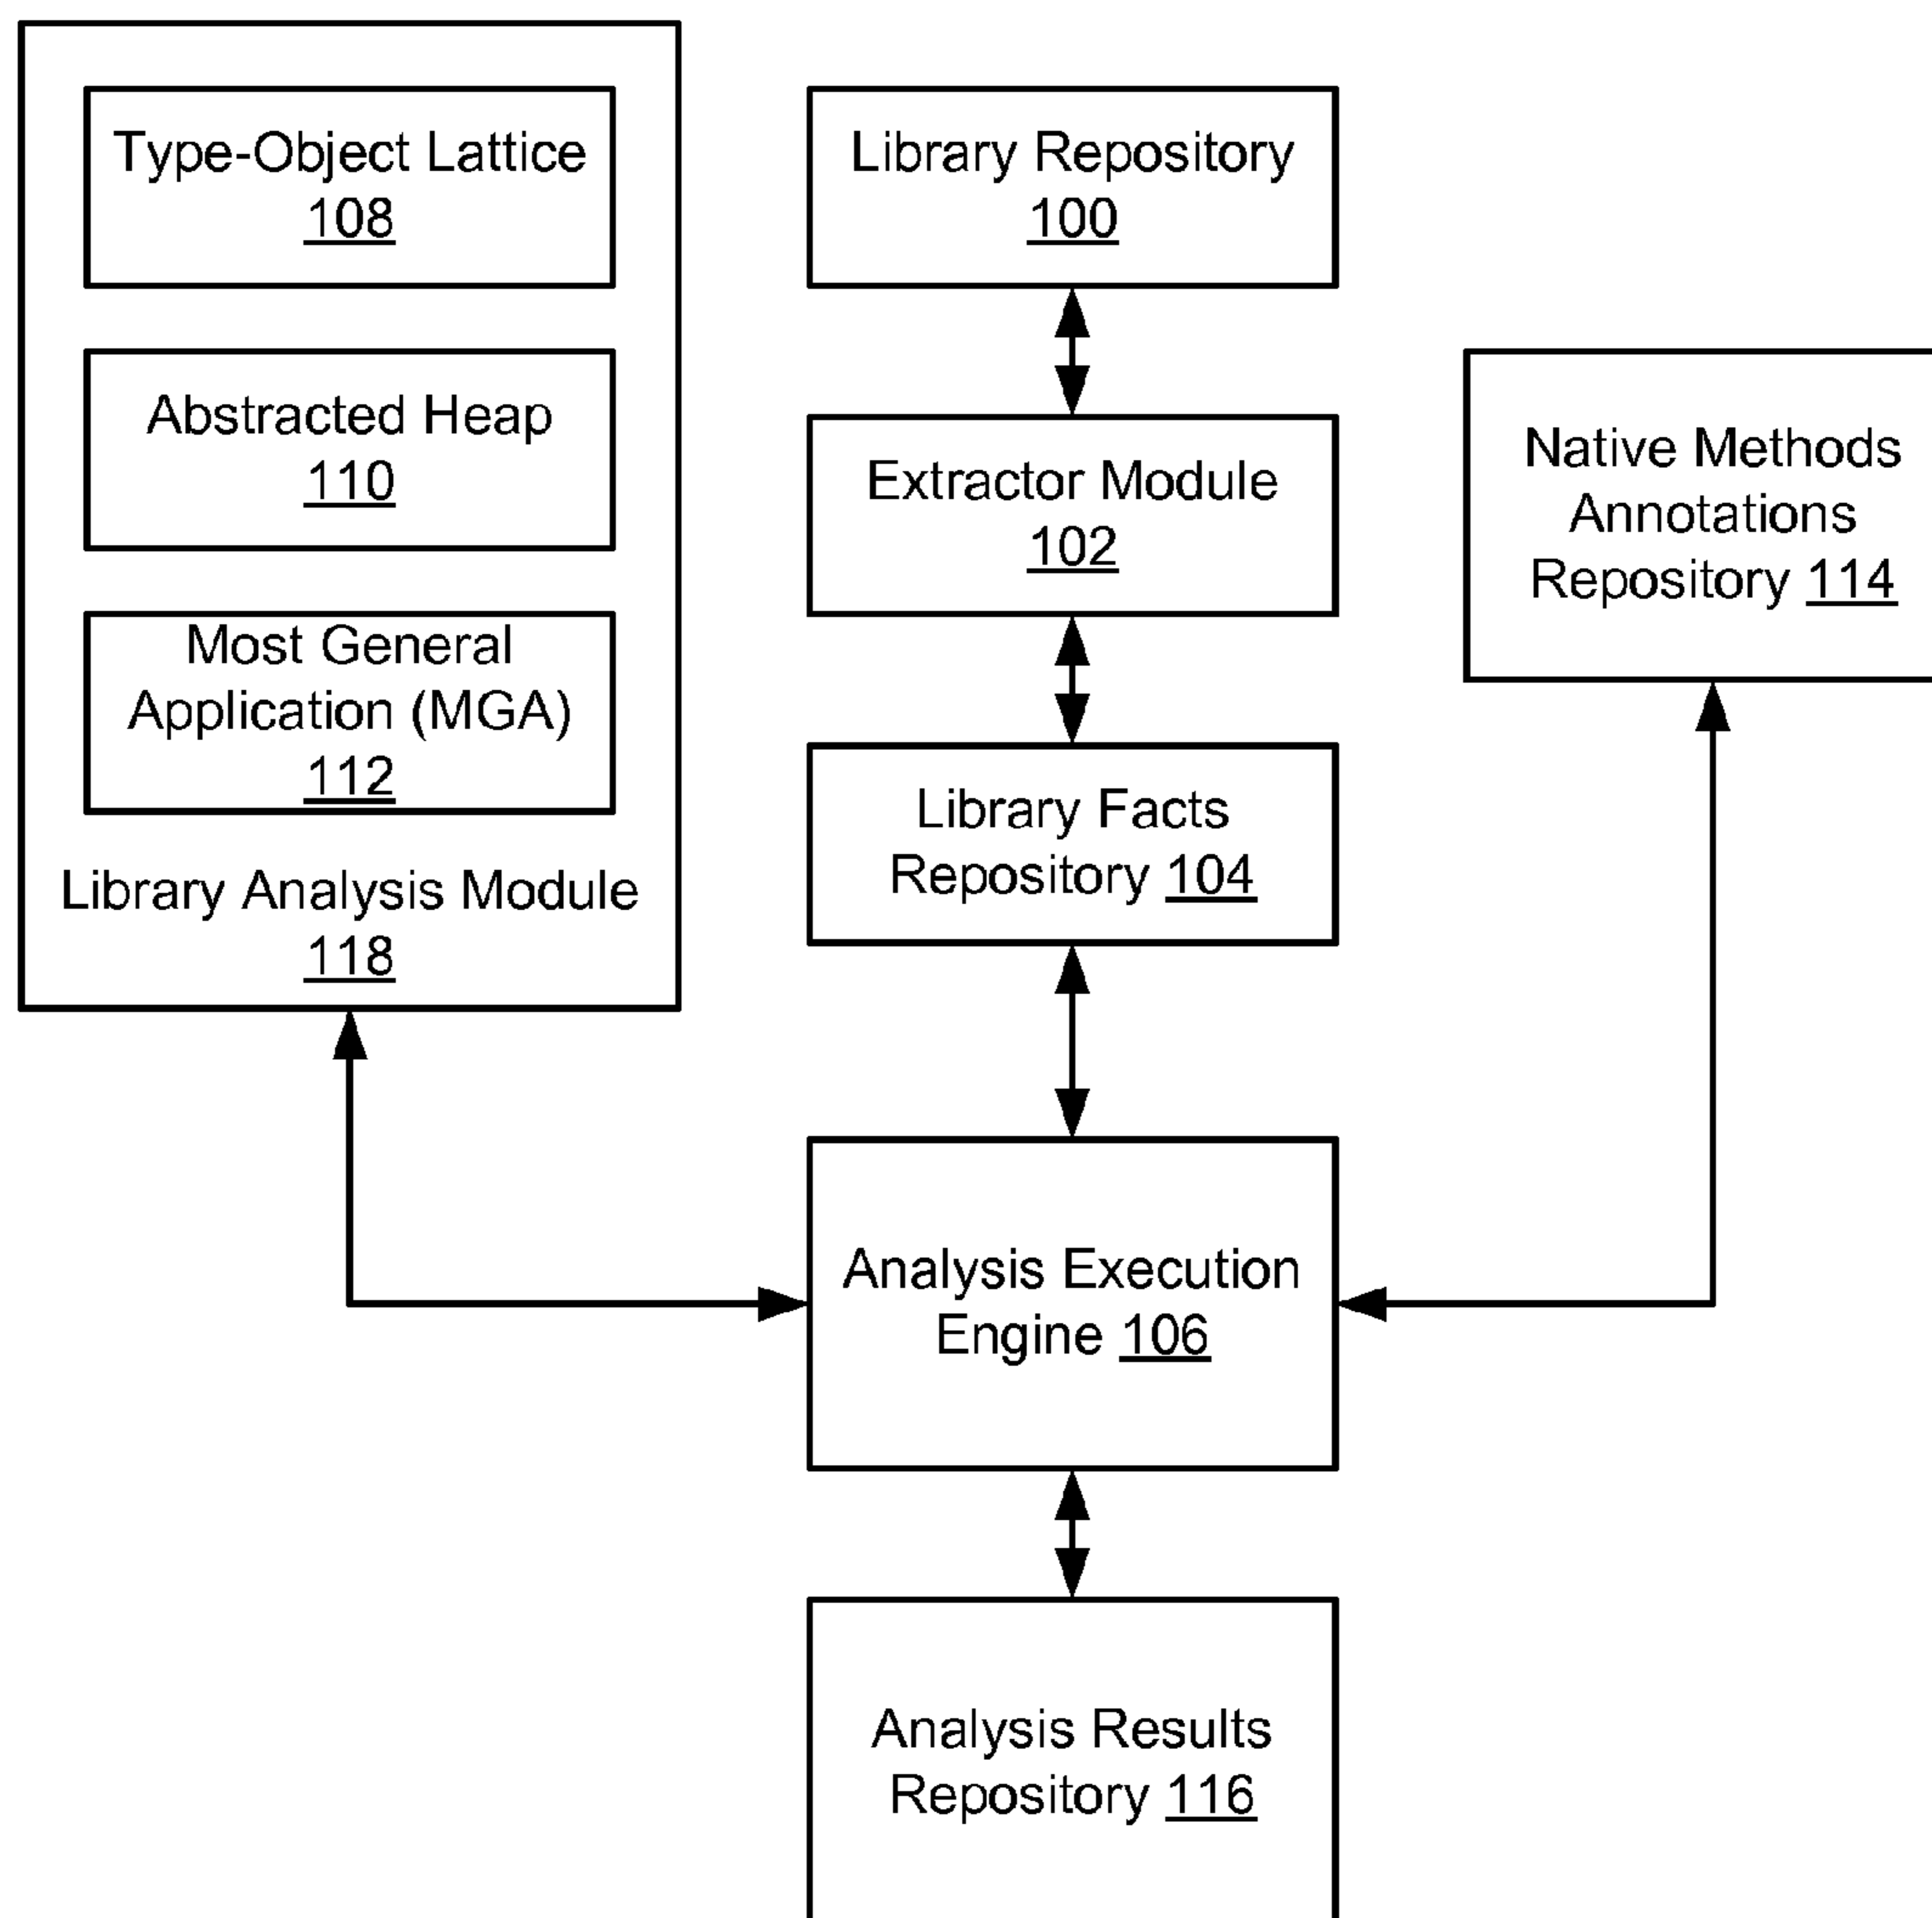 Type-Object Lattice
108
Abstracted Heap
110
Most General
Application (MGA)
112
Library Analysis Module
118
Library Repository
100
Extractor Module
102
Library Facts
Repository 104
Native Methods
Annotations
Repository 114
Analysis Execution
Engine 106
Analysis Results
Repository 116